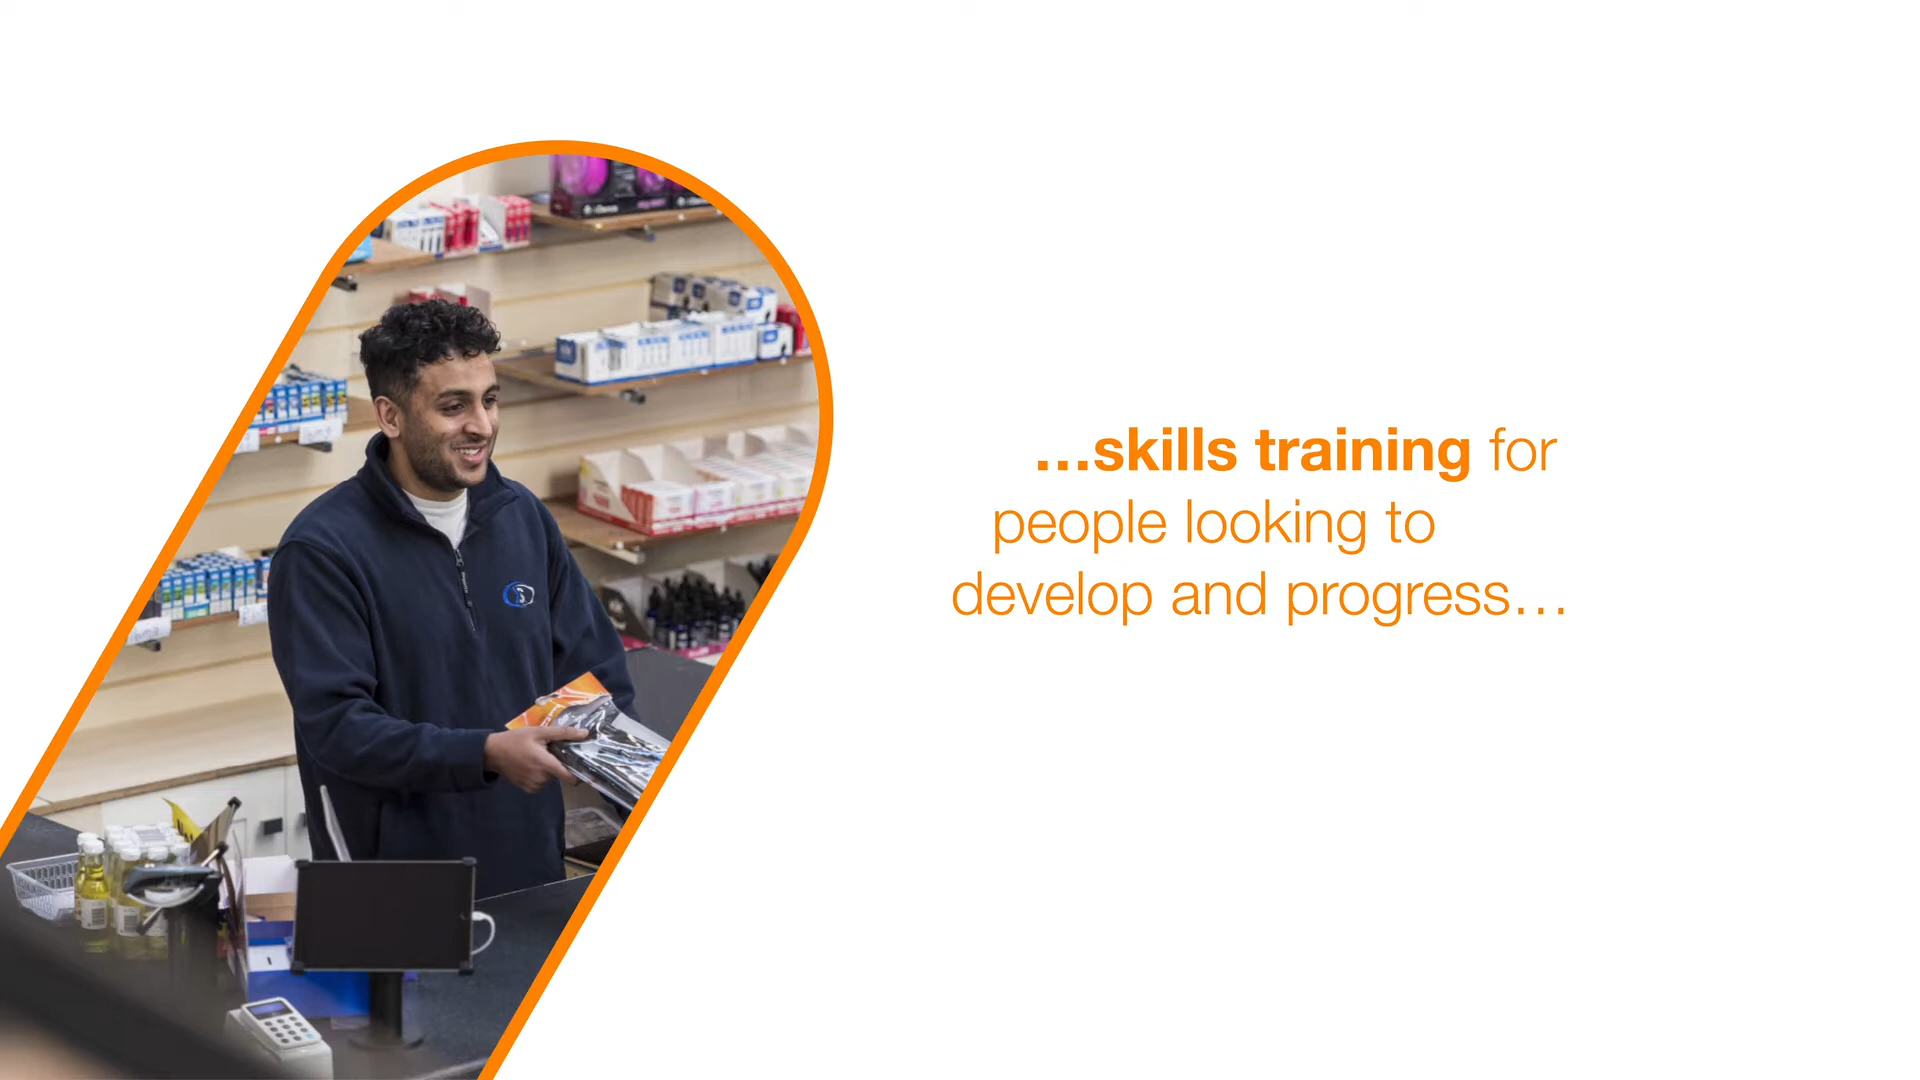 …skills training for
people looking to
develop and progress…